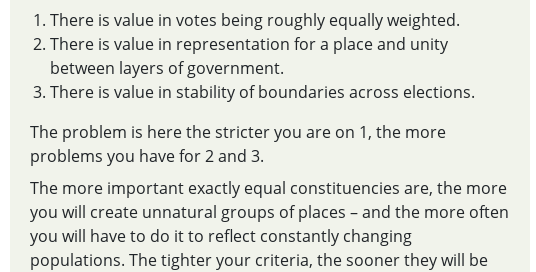 1. There is value in votes being roughly equally weighted.
2. There is value in representation for a place and unity
between layers of government.
3. There is value in stability of boundaries across elections.
The problem is here the stricter you are on 1, the more
problems you have for 2 and 3.
The more important exactly equal constituencies are, the more
you will create unnatural groups of places – and the more often
you will have to do it to reflect constantly changing
populations. The tighter your criteria, the sooner they will be